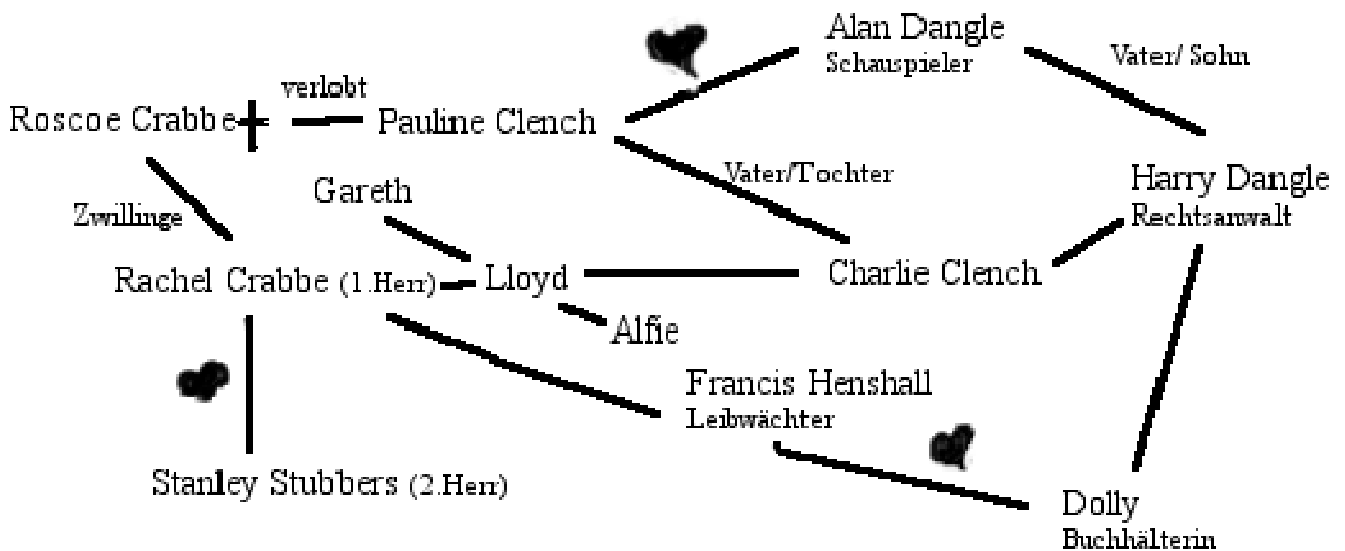 Alan Dangle
Schauspieler
Vater/ Sohn
verlobt
Roscoe Crabbe
Pauline Clench
Vater/Tochter
Harry Dangle
Rechtsanwalt
Gareth
Zwillinge
Rachel Crabbe (1.Herr)
Lloyd
Charlie Clench
Alfie
Francis Henshall
Leibwächter
Stanley Stubbers (2.Herr)
Dolly
Buchhälterin